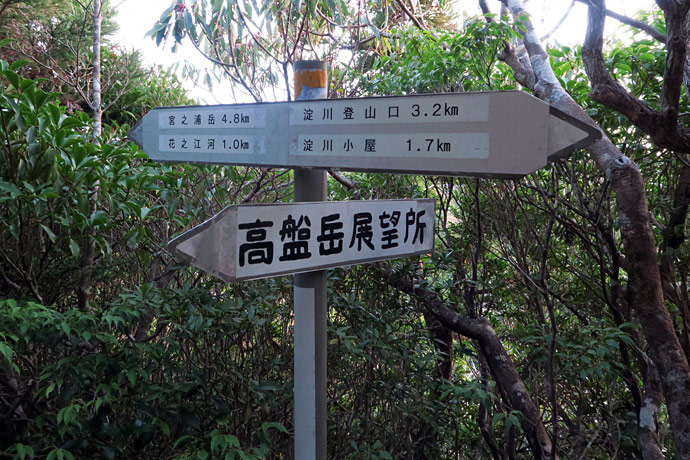 宮之浦岳 4.8km
花之江河 1.0km
淀川登山口 3.2km
淀川小屋 1.7km
高盤岳展望所